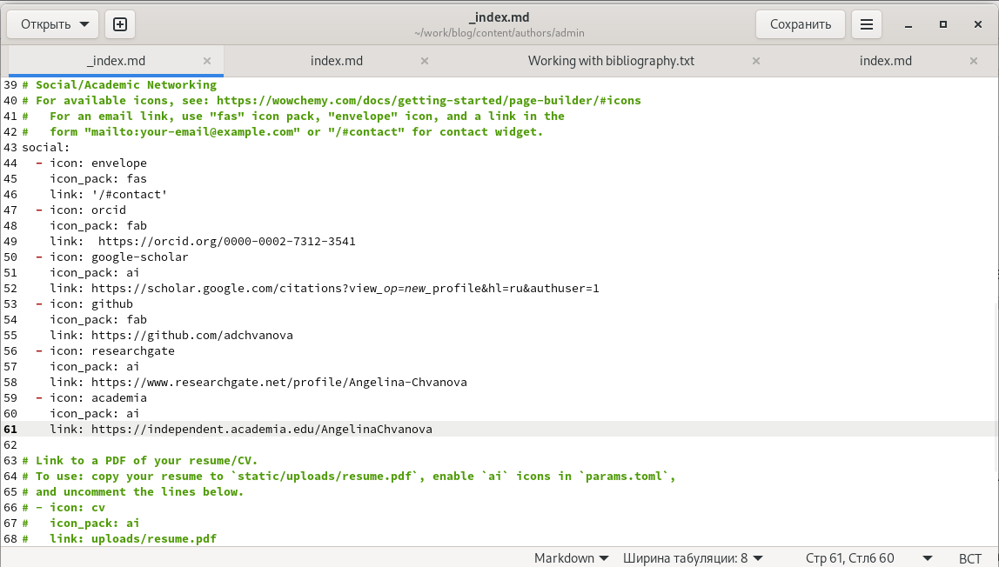 Открыть
_index.md
~/work/blog/content/authors/admin
Сохранить
_index.md
index.md
Working with bibliography.txt
index.md
39 # Social/Academic Networking
40 # For available icons, see: https://wowchemy.com/docs/getting-started/page-builder/#icons
41 #   For an email link, use "fas" icon pack, "envelope" icon, and a link in the
42 #   form "mailto:your-email@example.com" or "/#contact" for contact widget.
43 social:
44   - icon: envelope
45     icon_pack: fas
46     link: '/#contact'
47   - icon: orcid
48     icon_pack: fab
49     link:  https://orcid.org/0000-0002-7312-3541
50   - icon: google-scholar
51     icon_pack: ai
52     link: https://scholar.google.com/citations?view_op=new_profile&hl=ru&authuser=1
53   - icon: github
54     icon_pack: fab
55     link: https://github.com/adchvanova
56   - icon: researchgate
57     icon_pack: ai
58     link: https://www.researchgate.net/profile/Angelina-Chvanova
59   - icon: academia
60     icon_pack: ai
61     link: https://independent.academia.edu/AngelinaChvanova
62
63 # Link to a PDF of your resume/CV.
64 # To use: copy your resume to `static/uploads/resume.pdf`, enable `ai` icons in `params.toml`,
65 # and uncomment the lines below.
66 # - icon: cv
67 #   icon_pack: ai
68 #   link: uploads/resume.pdf
Markdown
Ширина табуляции: 8
Стр 61, Стлб 60
ВСТ